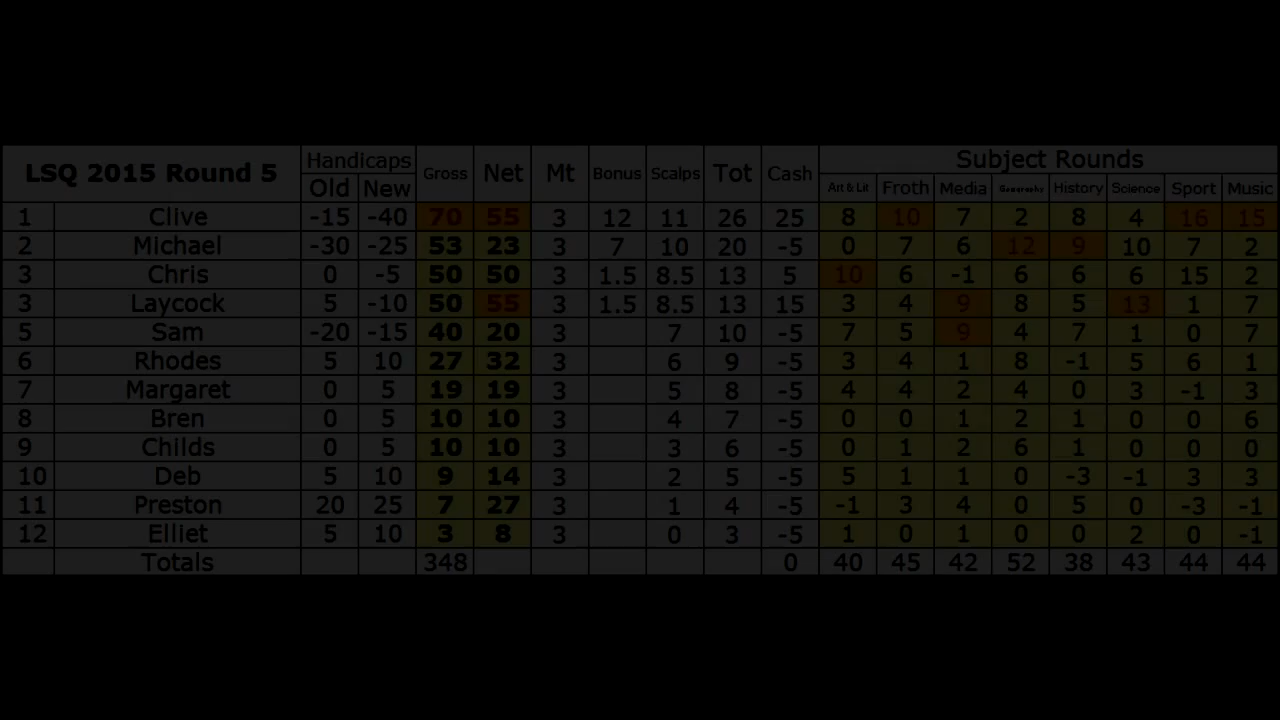 LSQ 2015 Round 5 Handicaps Gross Net Mt Bonus Scalps Tot Cash Subject Rounds
Old New Art & Lit Froth Media Geography History Science Sport Music
1 Clive -15 -40 70 55 3 12 11 26 25 8 10 7 2 8 4 16 15
2 Michael -30 -25 53 23 3 7 10 20 -5 0 7 6 12 9 10 7 2
3 Chris 0 -5 50 50 3 1.5 8.5 13 5 10 6 -1 6 6 6 15 2
3 Laycock 5 -10 50 55 3 1.5 8.5 13 15 3 4 9 8 5 13 1 7
5 Sam -20 -15 40 20 3 7 10 -5 7 5 9 4 7 1 0 7
6 Rhodes 5 10 27 32 3 6 9 -5 3 4 1 8 -1 5 6 1
7 Margaret 0 5 19 19 3 5 8 -5 4 4 2 4 0 3 -1 3
8 Bren 0 5 10 10 3 4 7 -5 0 0 1 2 1 0 0 6
9 Childs 0 5 10 10 3 3 6 -5 0 1 2 6 1 0 0 0
10 Deb 5 10 9 14 3 2 5 -5 5 1 1 0 -3 -1 3 3
11 Preston 20 25 7 27 3 1 4 -5 -1 3 4 0 5 0 -3 -1
12 Elliet 5 10 3 8 3 0 3 -5 1 0 1 0 0 2 0 -1
Totals 348 0 40 45 42 52 38 43 44 44